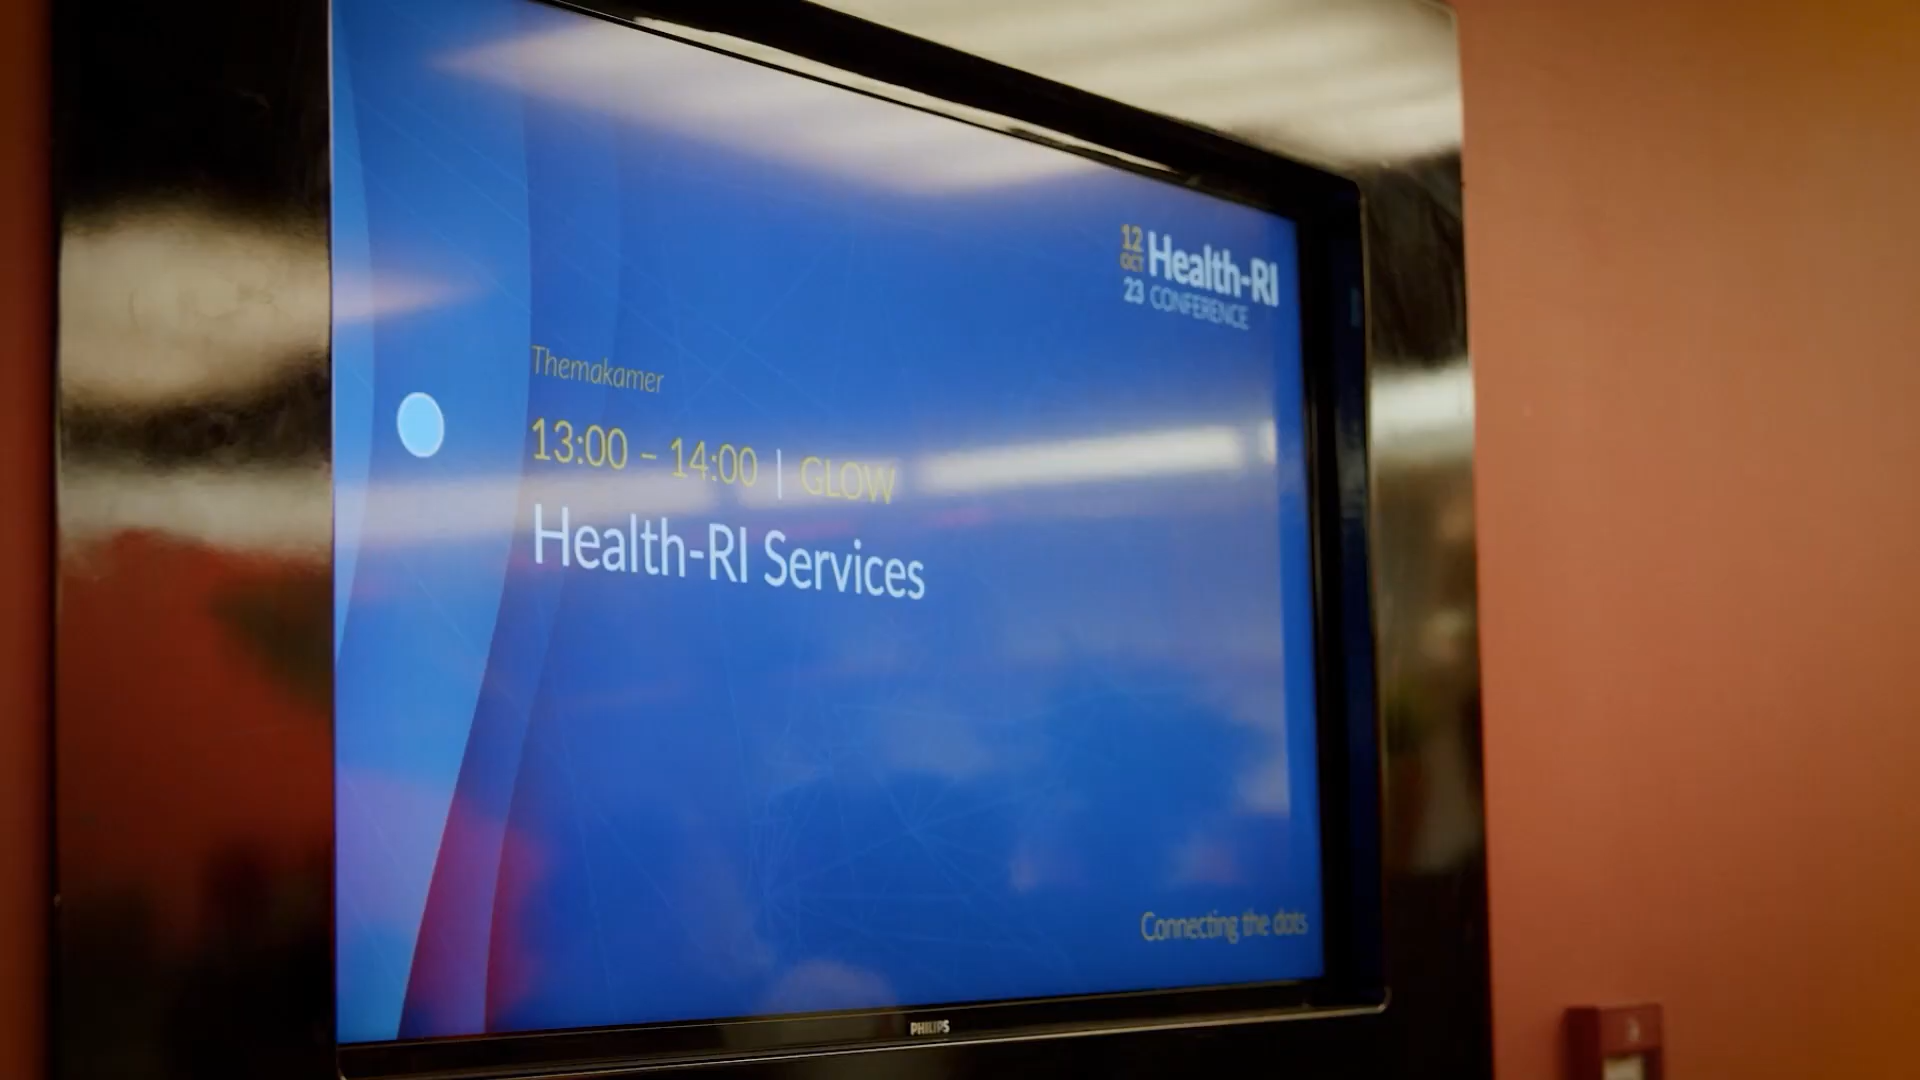 12
OCT
23
Health-RI
CONFERENCE
Themakamer
13:00 – 14:00 | GLOW
Health-RI Services
Connecting the dots
PHILIPS